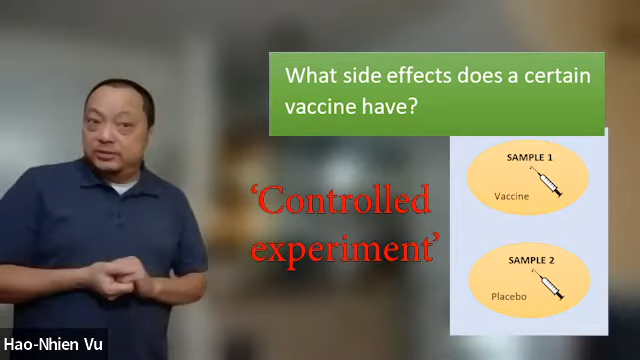 What side effects does a certain
vaccine have?
SAMPLE 1
Vaccine
‘Controlled
experiment’
SAMPLE 2
Placebo
Hao-Nhien Vu